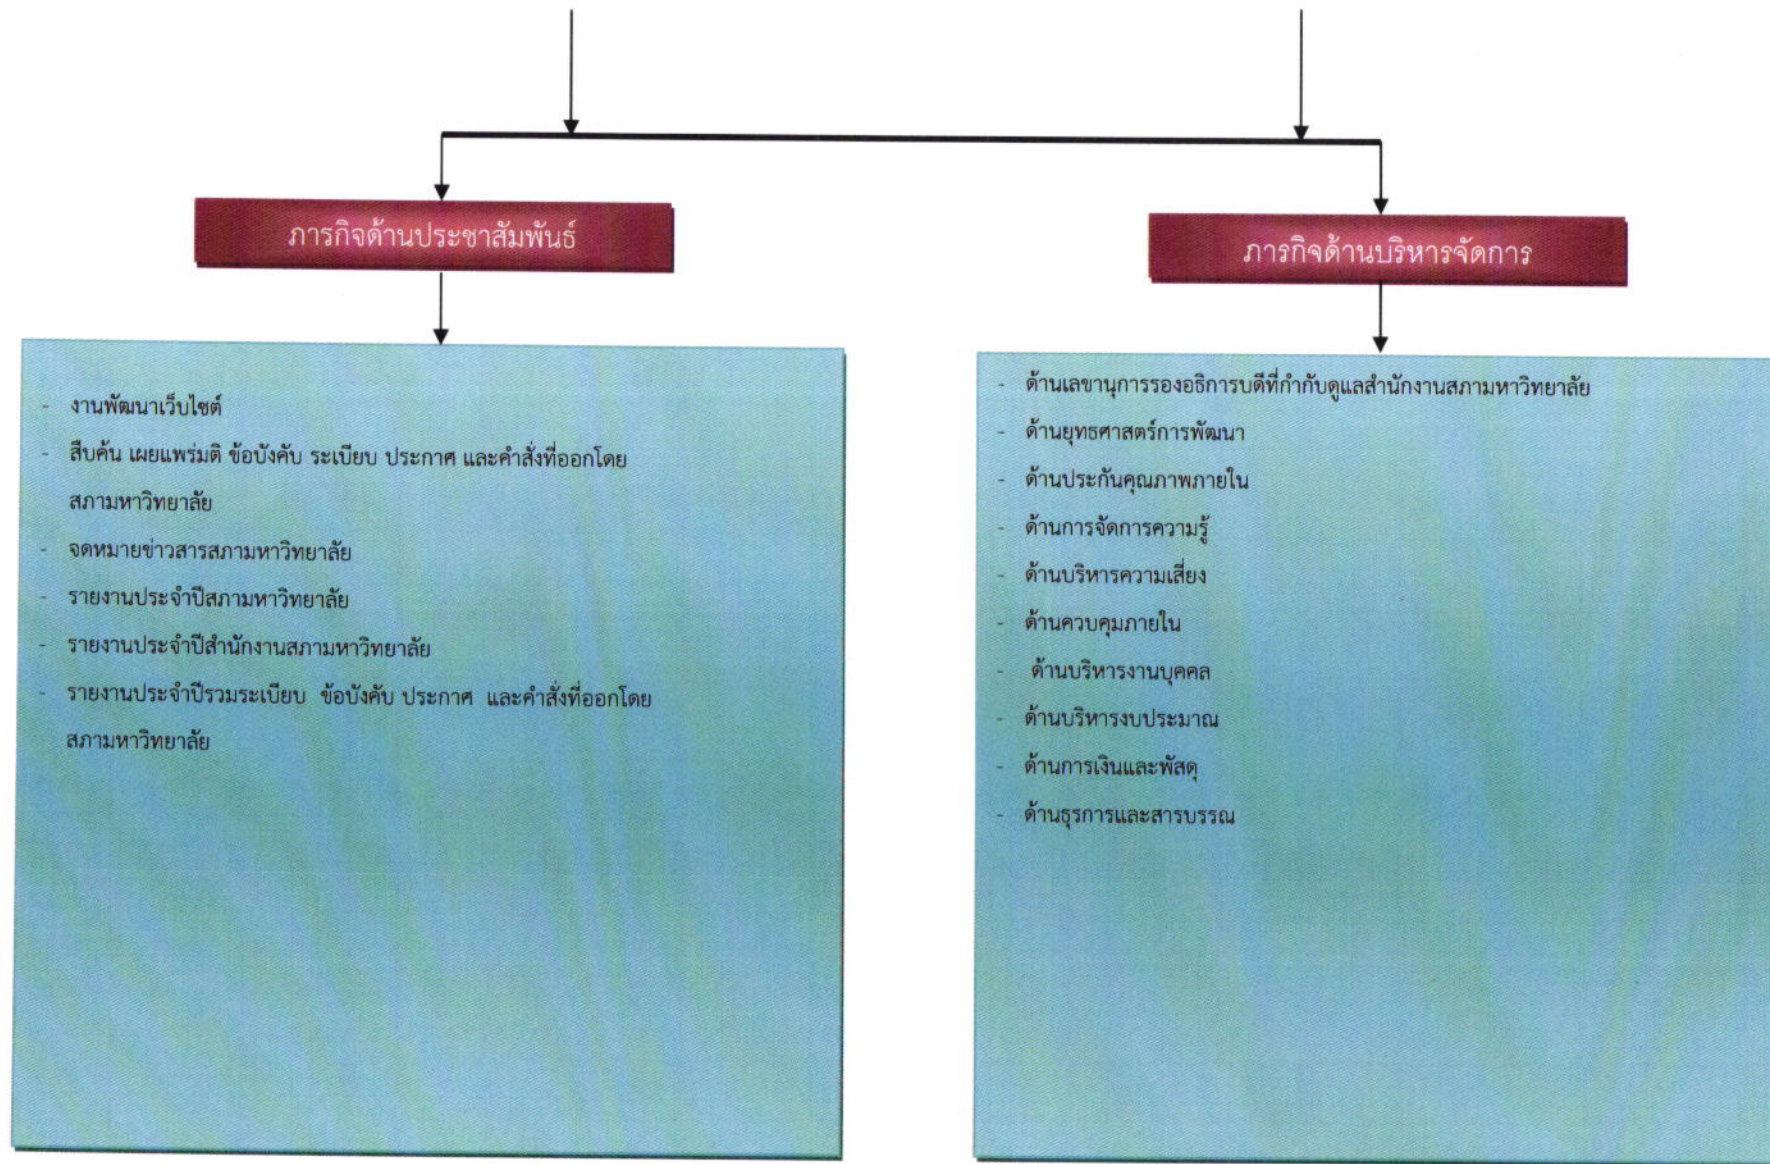 ภารกิจด้านประชาสัมพันธ์
- งานพัฒนาเว็บไซต์
- สืบค้น เผยแพร่มติ ข้อบังคับ ระเบียบ ประกาศ และคำสั่งที่ออกโดย
สภามหาวิทยาลัย
- จดหมายข่าวสารสภามหาวิทยาลัย
- รายงานประจำปีสภามหาวิทยาลัย
- รายงานประจำปีสำนักงานสภามหาวิทยาลัย
- รายงานประจำปีรวมระเบียบ ข้อบังคับ ประกาศ และคำสั่งที่ออกโดย
สภามหาวิทยาลัย
ภารกิจด้านบริหารจัดการ
- ด้านเลขานุการรองอธิการบดีที่กำกับดูแลสำนักงานสภามหาวิทยาลัย
- ด้านยุทธศาสตร์การพัฒนา
- ด้านประกันคุณภาพภายใน
- ด้านการจัดการความรู้
- ด้านบริหารความเสี่ยง
- ด้านควบคุมภายใน
- ด้านบริหารงานบุคคล
- ด้านบริหารงบประมาณ
- ด้านการเงินและพัสดุ
- ด้านธุรการและสารบรรณ